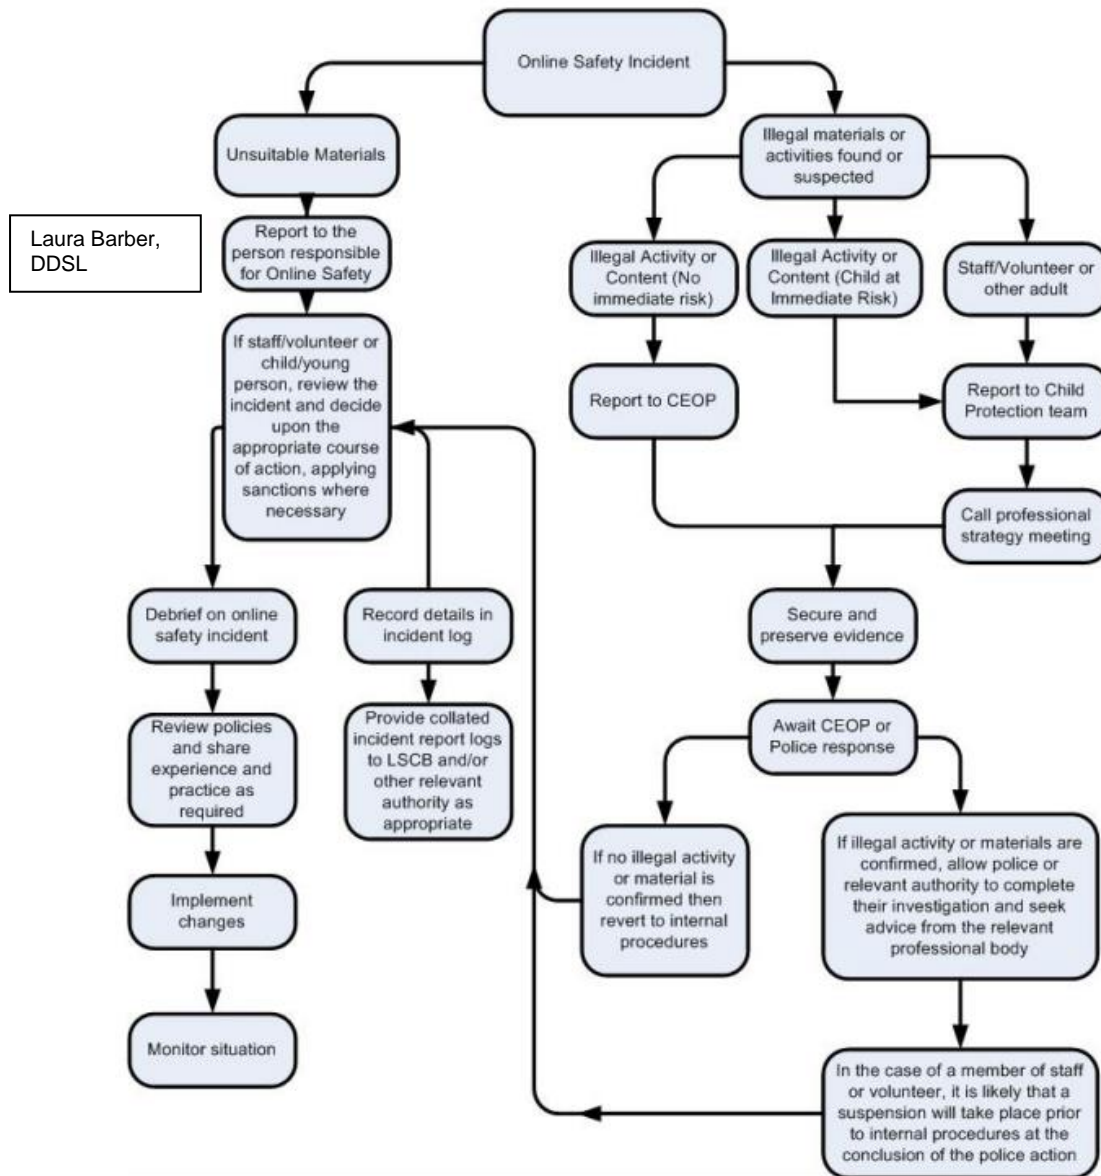 Online Safety Incident
Unsuitable Materials
Illegal materials or
activities found or
suspected
Laura Barber,
DDSL
Report to the
person responsible
for Online Safety
Illegal Activity or
Content (No
immediate risk)
Illegal Activity or
Content (Child at
Immediate Risk)
Staff/Volunteer or
other adult
If staff/volunteer or
child/young
person, review the
incident and decide
upon the
appropriate course
of action, applying
sanctions where
necessary
Report to CEOP
Report to Child
Protection team
Call professional
strategy meeting
Debrief on online
safety incident
Record details in
incident log
Secure and
preserve evidence
Review policies
and share
experience and
practice as
required
Provide collated
incident report logs
to LSCB and/or
other relevant
authority as
appropriate
Await CEOP or
Police response
If no illegal activity
or material is
confirmed then
revert to internal
procedures
If illegal activity or materials are
confirmed, allow police or
relevant authority to complete
their investigation and seek
advice from the relevant
professional body
Implement
changes
Monitor situation
In the case of a member of staff
or volunteer, it is likely that a
suspension will take place prior
to internal procedures at the
conclusion of the police action